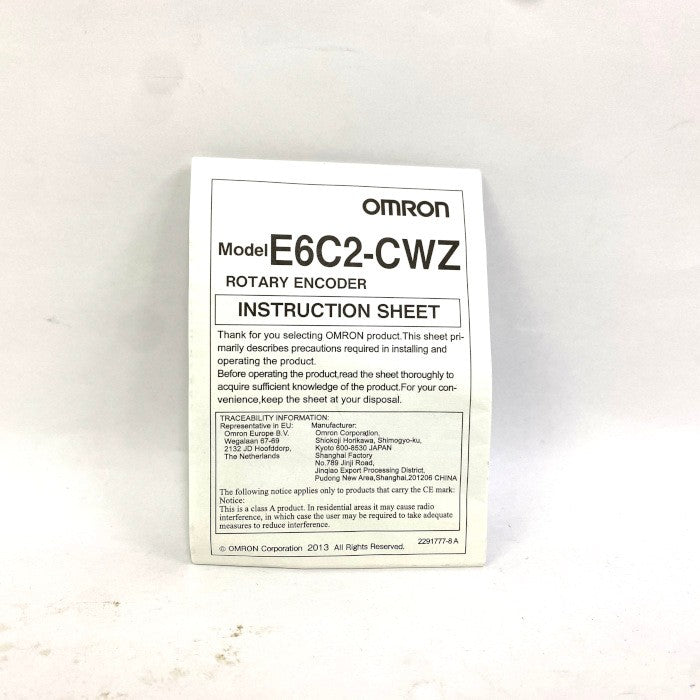 OMRON
Model E6C2-CWZ
ROTARY ENCODER
INSTRUCTION SHEET
Thank for you selecting OMRON product.This sheet pri-
marily describes precautions required in installing and
operating the product.
Before operating the product,read the sheet thoroughly to
acquire sufficient knowledge of the product.For your con-
venience,keep the sheet at your disposal.
TRACEABILITY INFORMATION:
Representative in EU:
Omron Europe B.V.
Wegalaan 67-69
2132 JD Hoofddorp,
The Netherlands
Manufacturer:
Omron Corporation,
Shiokoji Horikawa, Shimogyo-ku,
Kyoto 600-8530 JAPAN
Shanghai Factory
No.789 Jinji Road,
Jinqiao Export Processing District,
Pudong New Area,Shanghai,201206 CHINA
The following notice applies only to products that carry the CE mark:
Notice:
This is a class A product. In residential areas it may cause radio
interference, in which case the user may be required to take adequate
measures to reduce interference.
© OMRON Corporation 2013 All Rights Reserved.
2291777-8 A